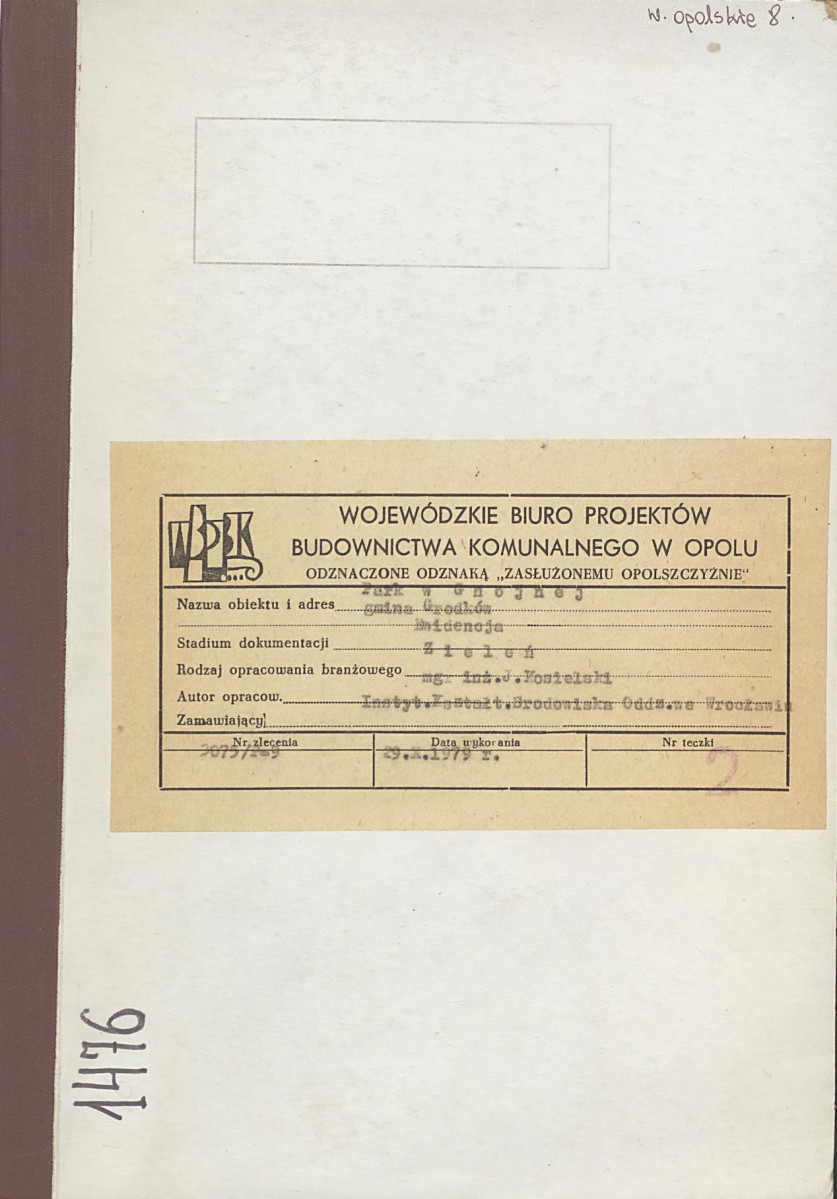 w. opolskie 8.
WOJEWÓDZKIE BIURO PROJEKTÓW
BUDOWNICTWA KOMUNALNEGO W OPOLU
ODZNACZONE ODZNAKĄ „ZASŁUŻONEMU OPOLSZCZYŹNIE“
Park w Gnojnej
Nazwa obiektu i adres gmina Grodków
Ewidencja
Stadium dokumentacji Zieleń
Rodzaj opracowania branżowego mgr inż.J.Kosielski
Autor opracow. Instyt.Kształt.Środowiska Oddz.we Wrocławiu
Zamawiający
Nr zlecenia Data wykonania Nr teczki
29.X.1979 r. 2
1476